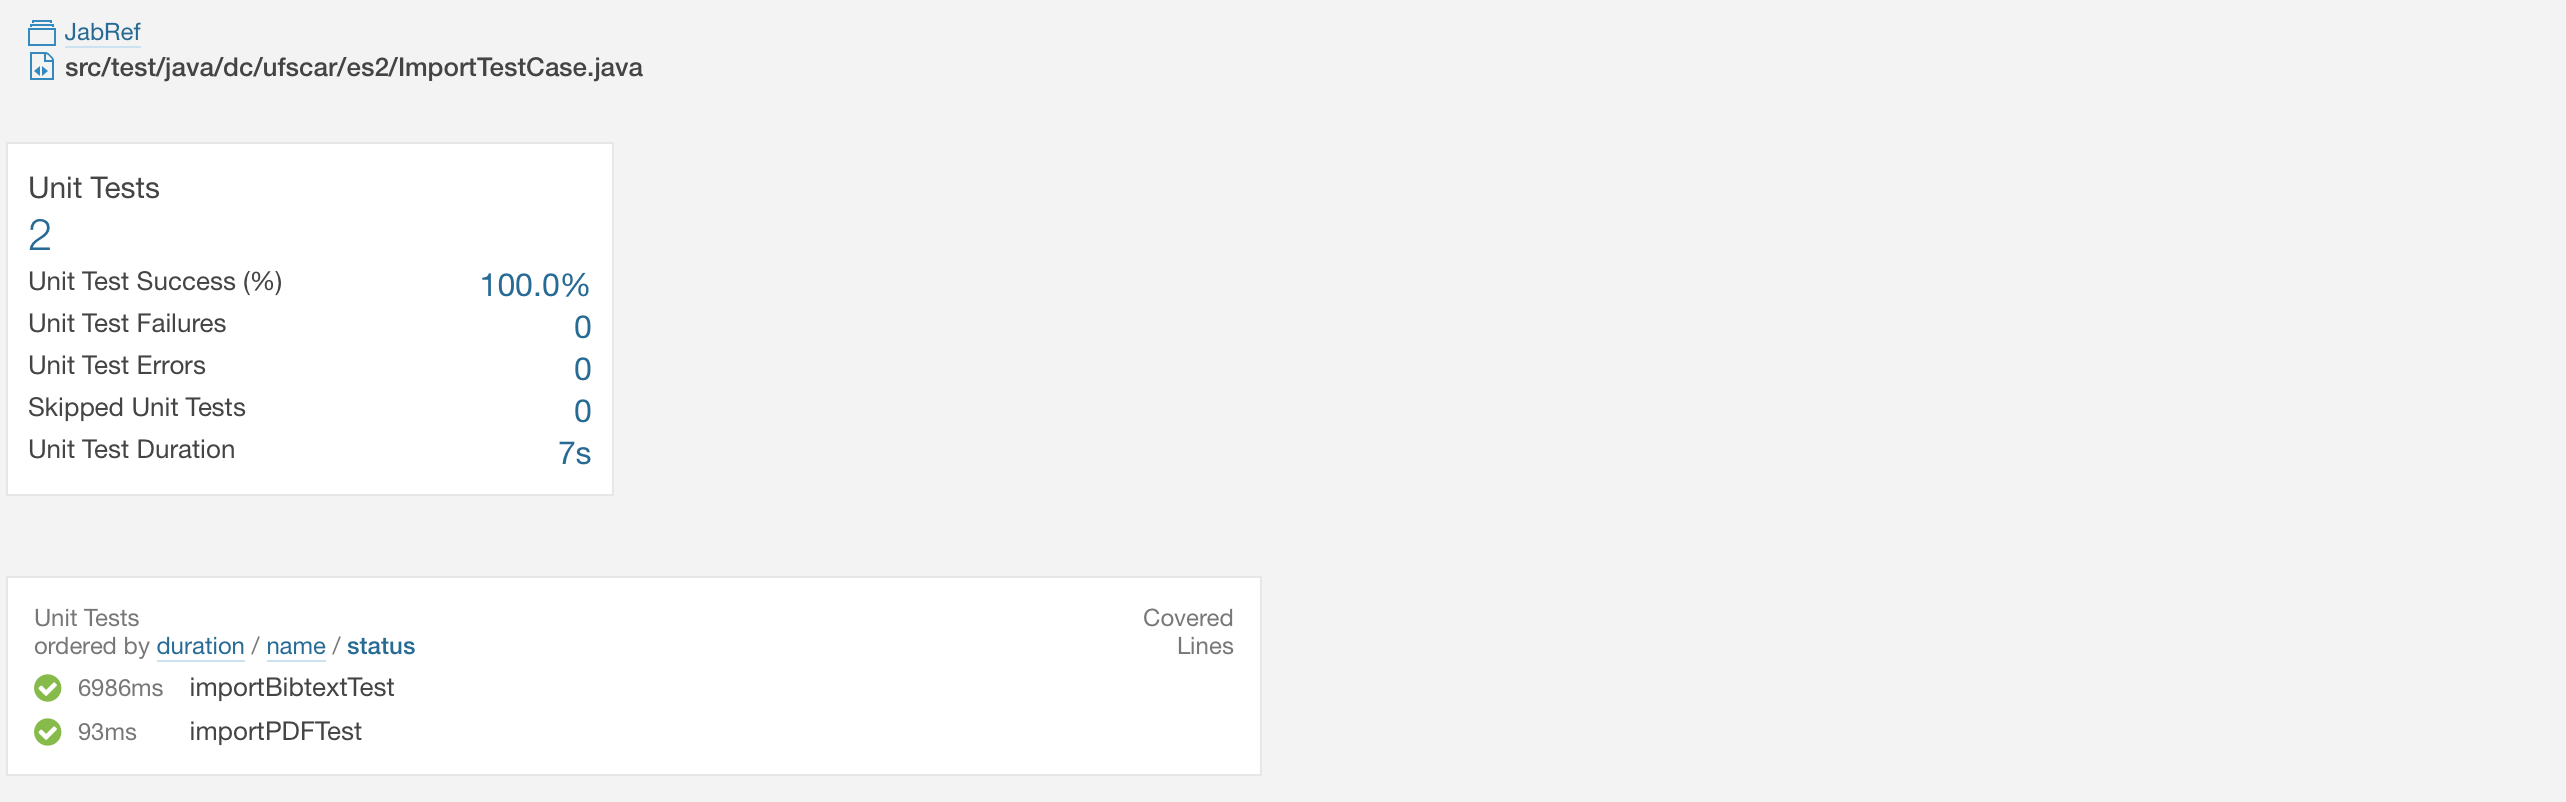 JabRef
src/test/java/dc/ufscar/es2/ImportTestCase.java
Unit Tests
2
Unit Test Success (%) 100.0%
Unit Test Failures 0
Unit Test Errors 0
Skipped Unit Tests 0
Unit Test Duration 7s
Unit Tests Covered
ordered by duration / name / status Lines
6986ms importBibtextTest
93ms importPDFTest